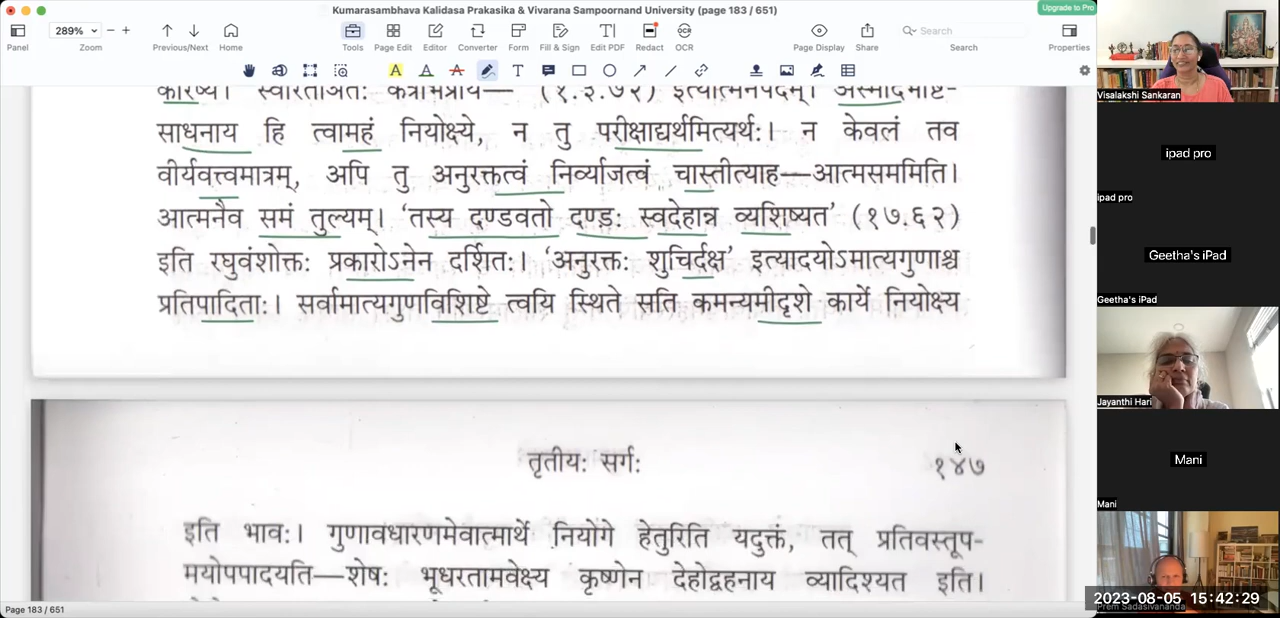 Kumarasambhava Kalidasa Prakasika & Vivarana Sampoornand University (page 183 / 651)
Upgrade to Pro
Panel
289%
Zoom
Previous/Next
Home
Tools
Page Edit
Editor
Converter
Form
Fill & Sign
Edit PDF
Redact
OCR
Page Display
Share
Search
Search
Properties
साधनाय हि त्वामहं नियोक्ष्ये, न तु परीक्षाद्यर्थमित्यर्थः। न केवलं तव
वीर्यवत्त्वमात्रम्, अपि तु अनुरक्तत्वं निर्व्याजत्वं चास्तीत्याह—आत्मसममिति।
आत्मनैव समं तुल्यम्। 'तस्य दण्डवतो दण्डः स्वदेहान्न व्यशिष्यत' (१७.६२)
इति रघुवंशोक्तः प्रकारोऽनेन दर्शितः। 'अनुरक्तः शुचिर्दक्ष' इत्यादयोऽमात्यगुणाश्च
प्रतिपादिताः। सर्वामात्यगुणविशिष्टे त्वयि स्थिते सति कमन्यमीदृशे कार्ये नियोक्ष्य
तृतीयः सर्गः
१४७
इति भावः। गुणावधारणमेवात्मार्थे नियोगे हेतुरिति यदुक्तं, तत् प्रतिवस्तूप-
मयोपपादयति—शेषः भूधरतामवेक्ष्य कृष्णेन देहोद्वहनाय व्यादिश्यत इति।
Page 183 / 651
Visalakshi Sankaran
ipad pro
ipad pro
Geetha's iPad
Geetha's iPad
Jayanthi Hari
Mani
Mani
2023-08-05 15:42:29
Prem Sadasivananda